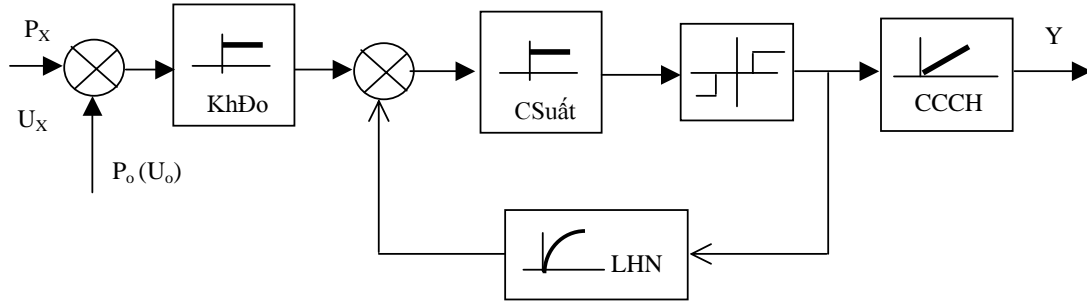 P_X
U_X
P_o (U_o)
KhĐo
CSuất
CCCH
Y
LHN